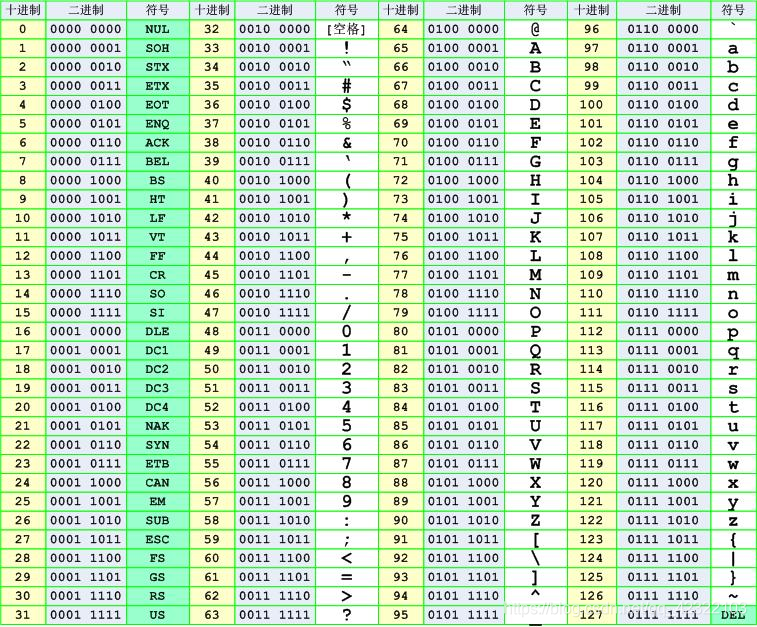 十进制 二进制 符号 十进制 二进制 符号 十进制 二进制 符号 十进制 二进制 符号
0 0000 0000 NUL 32 0010 0000 [空格] 64 0100 0000 @ 96 0110 0000 `
1 0000 0001 SOH 33 0010 0001 ! 65 0100 0001 A 97 0110 0001 a
2 0000 0010 STX 34 0010 0010 " 66 0100 0010 B 98 0110 0010 b
3 0000 0011 ETX 35 0010 0011 # 67 0100 0011 C 99 0110 0011 c
4 0000 0100 EOT 36 0010 0100 $ 68 0100 0100 D 100 0110 0100 d
5 0000 0101 ENQ 37 0010 0101 % 69 0100 0101 E 101 0110 0101 e
6 0000 0110 ACK 38 0010 0110 & 70 0100 0110 F 102 0110 0110 f
7 0000 0111 BEL 39 0010 0111 ' 71 0100 0111 G 103 0110 0111 g
8 0000 1000 BS 40 0010 1000 ( 72 0100 1000 H 104 0110 1000 h
9 0000 1001 HT 41 0010 1001 ) 73 0100 1001 I 105 0110 1001 i
10 0000 1010 LF 42 0010 1010 * 74 0100 1010 J 106 0110 1010 j
11 0000 1011 VT 43 0010 1011 + 75 0100 1011 K 107 0110 1011 k
12 0000 1100 FF 44 0010 1100 , 76 0100 1100 L 108 0110 1100 l
13 0000 1101 CR 45 0010 1101 - 77 0100 1101 M 109 0110 1101 m
14 0000 1110 SO 46 0010 1110 . 78 0100 1110 N 110 0110 1110 n
15 0000 1111 SI 47 0010 1111 / 79 0100 1111 O 111 0110 1111 o
16 0001 0000 DLE 48 0011 0000 0 80 0101 0000 P 112 0111 0000 p
17 0001 0001 DC1 49 0011 0001 1 81 0101 0001 Q 113 0111 0001 q
18 0001 0010 DC2 50 0011 0010 2 82 0101 0010 R 114 0111 0010 r
19 0001 0011 DC3 51 0011 0011 3 83 0101 0011 S 115 0111 0011 s
20 0001 0100 DC4 52 0011 0100 4 84 0101 0100 T 116 0111 0100 t
21 0001 0101 NAK 53 0011 0101 5 85 0101 0101 U 117 0111 0101 u
22 0001 0110 SYN 54 0011 0110 6 86 0101 0110 V 118 0111 0110 v
23 0001 0111 ETB 55 0011 0111 7 87 0101 0111 W 119 0111 0111 w
24 0001 1000 CAN 56 0011 1000 8 88 0101 1000 X 120 0111 1000 x
25 0001 1001 EM 57 0011 1001 9 89 0101 1001 Y 121 0111 1001 y
26 0001 1010 SUB 58 0011 1010 : 90 0101 1010 Z 122 0111 1010 z
27 0001 1011 ESC 59 0011 1011 ; 91 0101 1011 [ 123 0111 1011 {
28 0001 1100 FS 60 0011 1100 < 92 0101 1100 \ 124 0111 1100 |
29 0001 1101 GS 61 0011 1101 = 93 0101 1101 ] 125 0111 1101 }
30 0001 1110 RS 62 0011 1110 > 94 0101 1110 ^ 126 0111 1110 ~
31 0001 1111 US 63 0011 1111 ? 95 0101 1111 _ 127 0111 1111 DEL